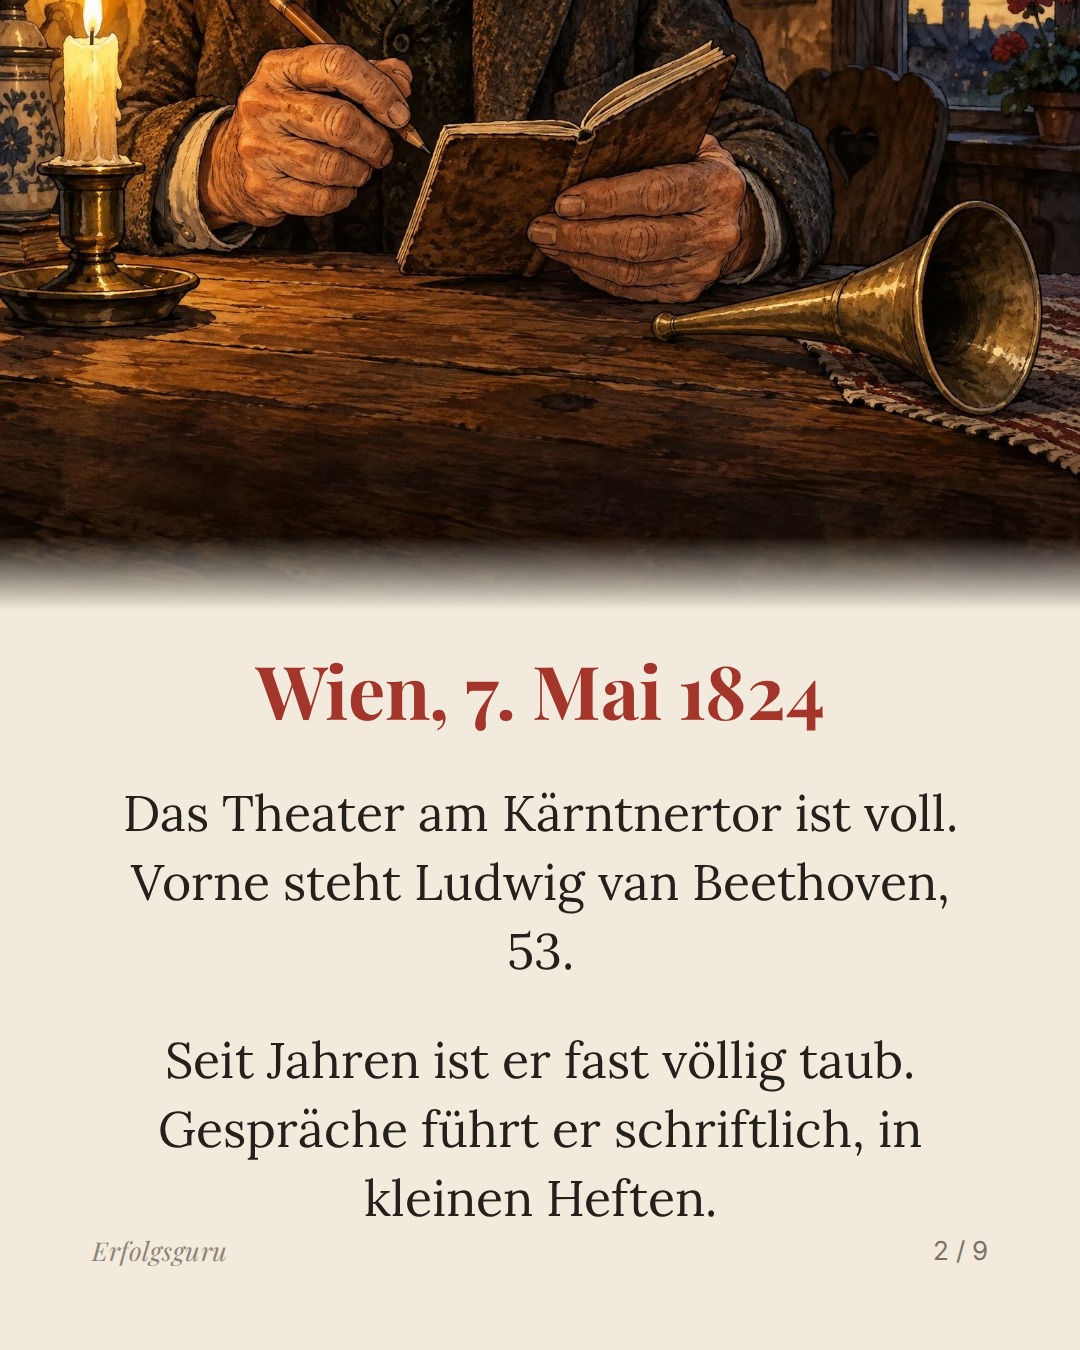 Wien, 7. Mai 1824
Das Theater am Kärntnertor ist voll.
Vorne steht Ludwig van Beethoven,
53.
Seit Jahren ist er fast völlig taub.
Gespräche führt er schriftlich, in
kleinen Heften.
Erfolgsguru
2 / 9